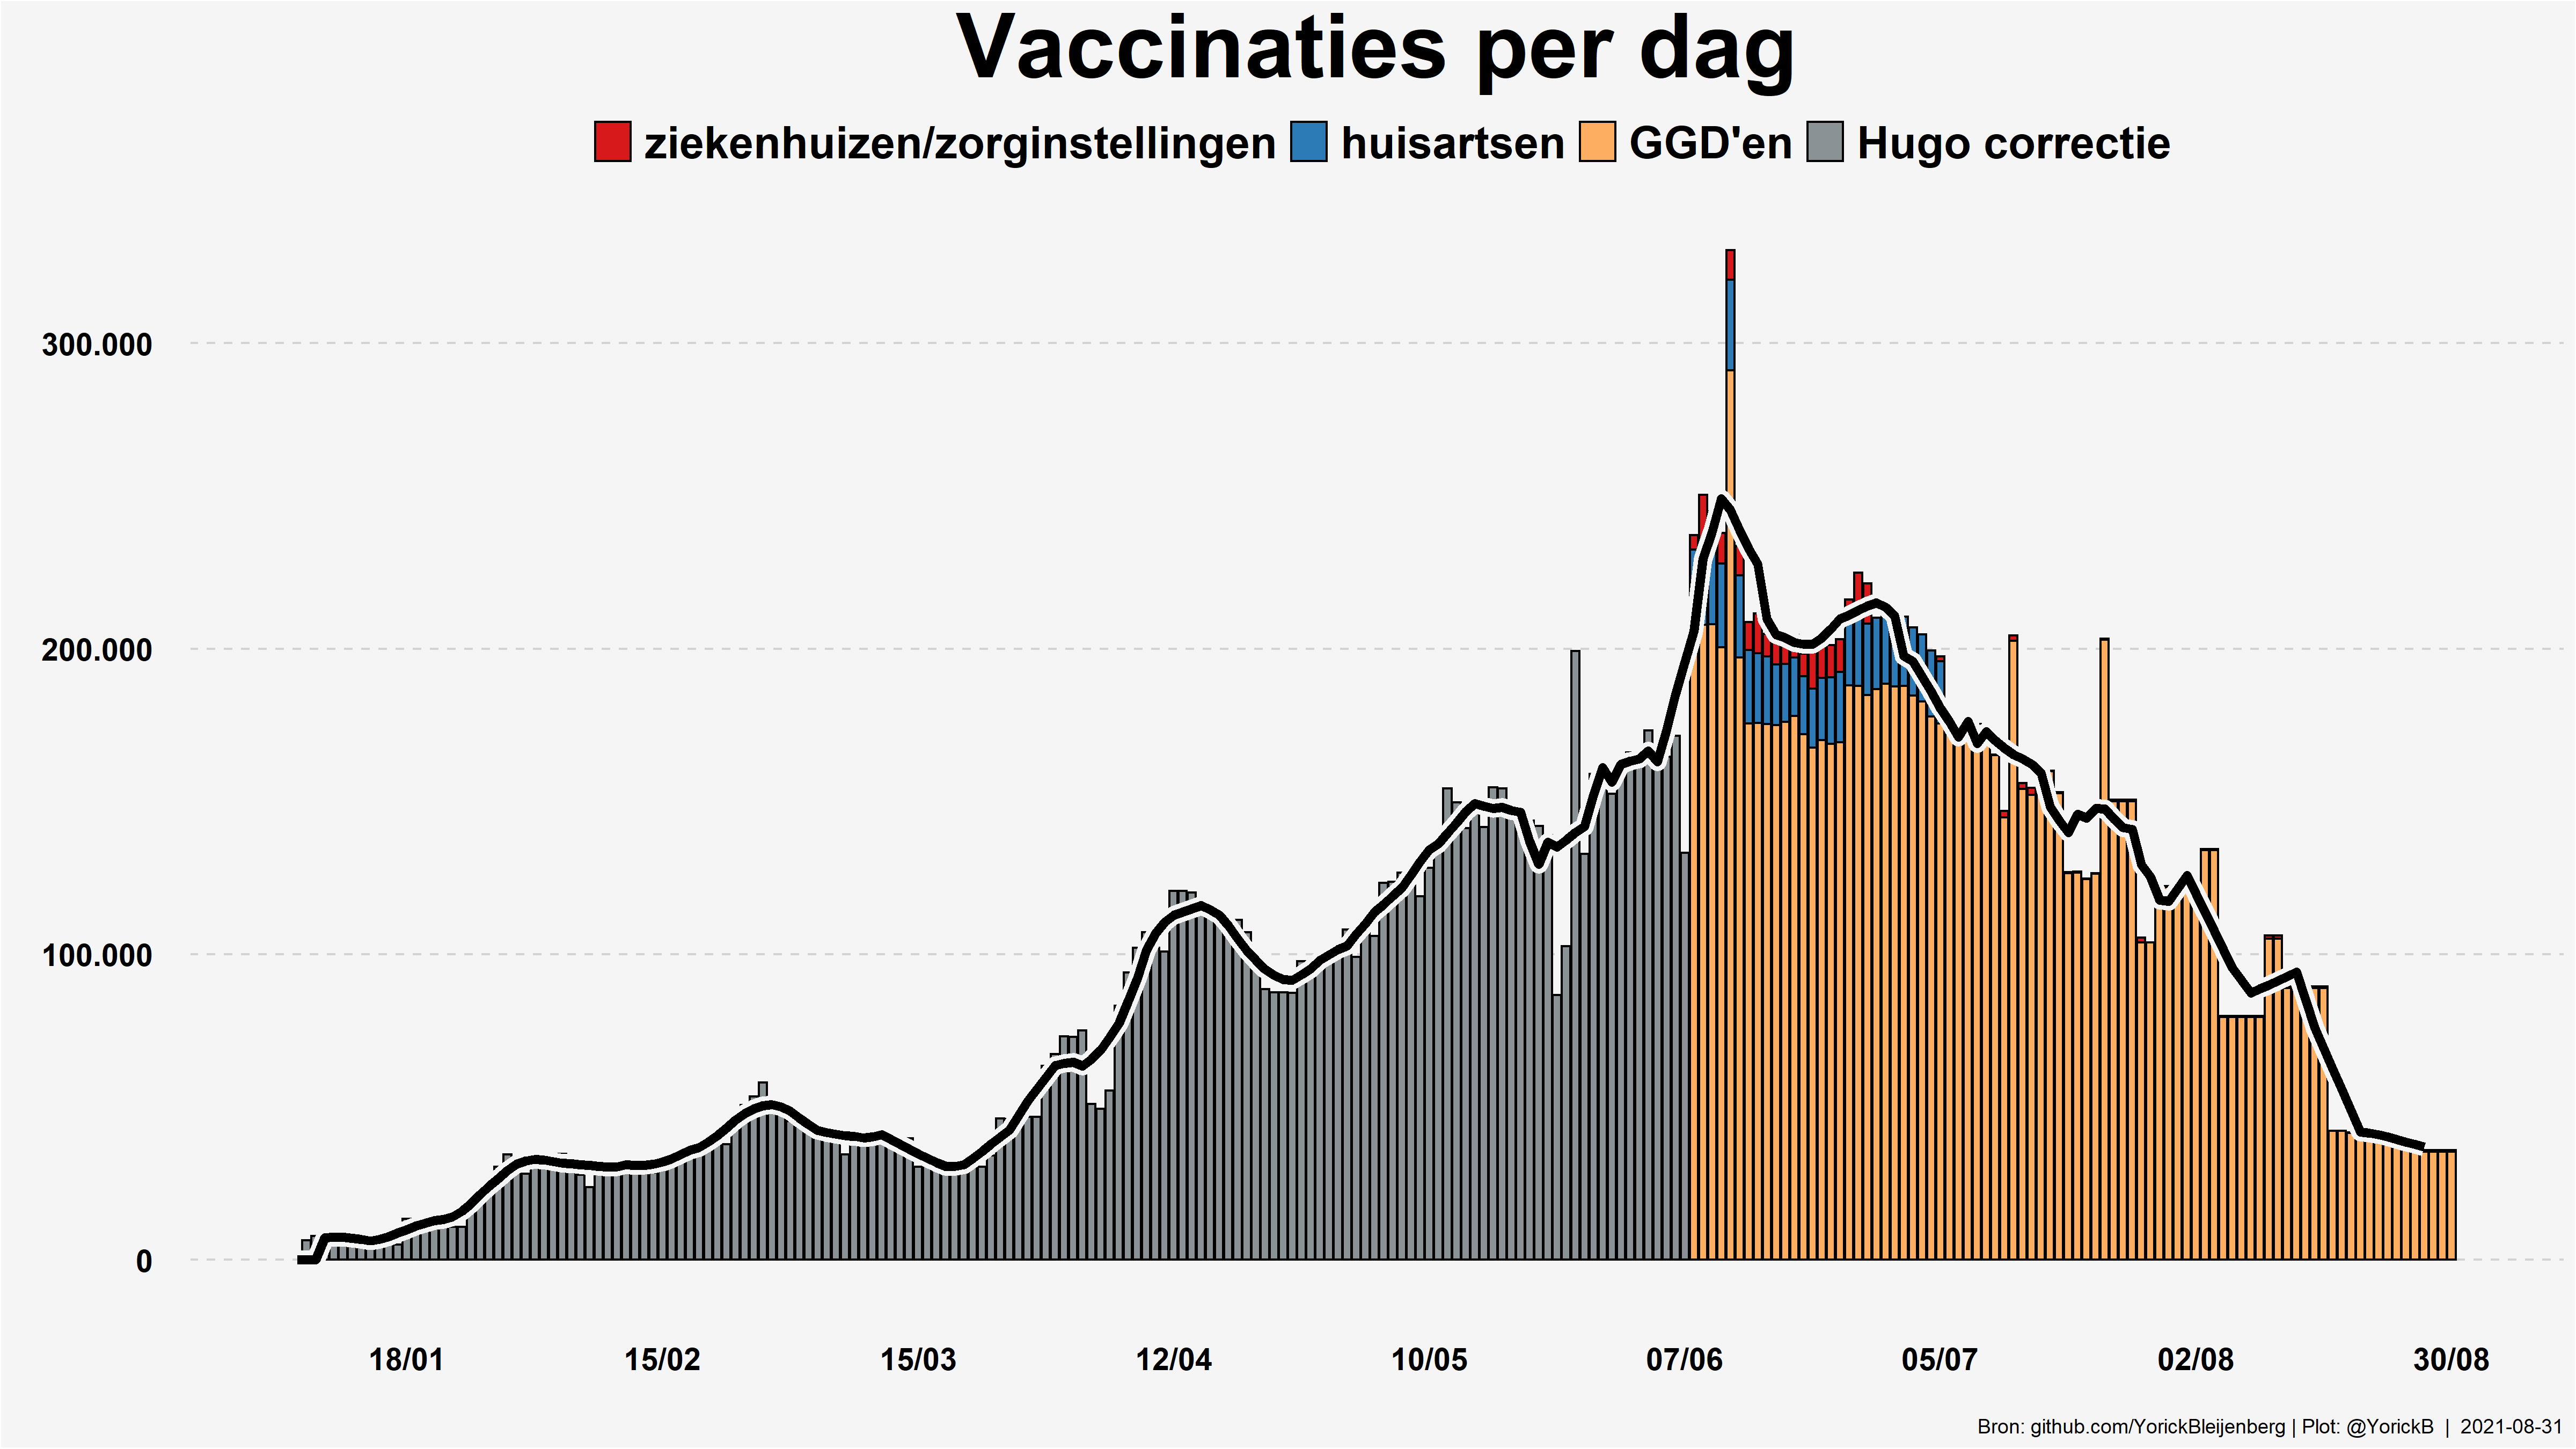 Vaccinaties per dag
ziekenhuizen/zorginstellingen huisartsen GGD'en Hugo correctie
300.000
200.000
100.000
0
18/01 15/02 15/03 12/04 10/05 07/06 05/07 02/08 30/08
Bron: github.com/YorickBleijenberg | Plot: @YorickB | 2021-08-31